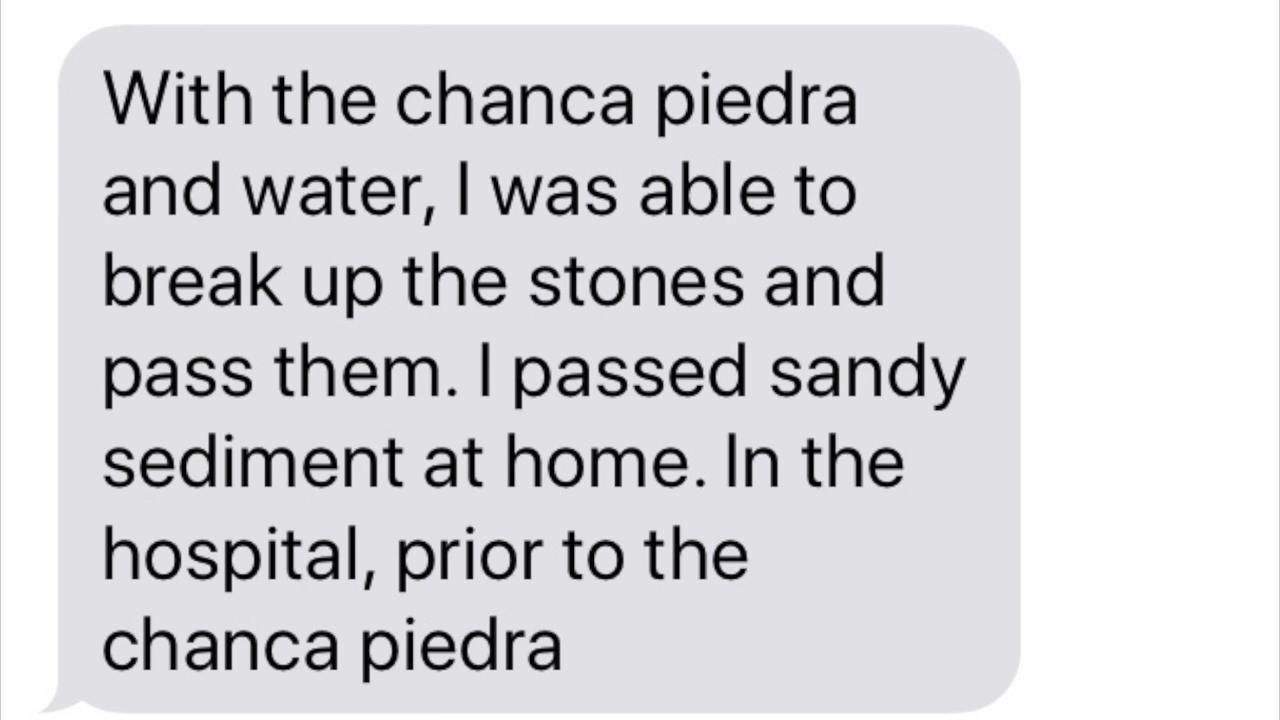 With the chanca piedra
and water, I was able to
break up the stones and
pass them. I passed sandy
sediment at home. In the
hospital, prior to the
chanca piedra